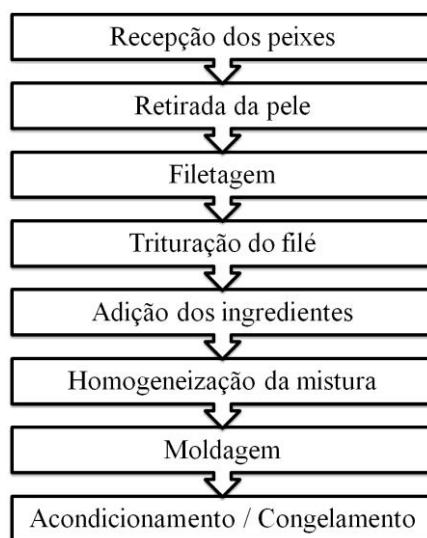 Recepção dos peixes
Retirada da pele
Filetagem
Trituração do filé
Adição dos ingredientes
Homogeneização da mistura
Moldagem
Acondicionamento / Congelamento